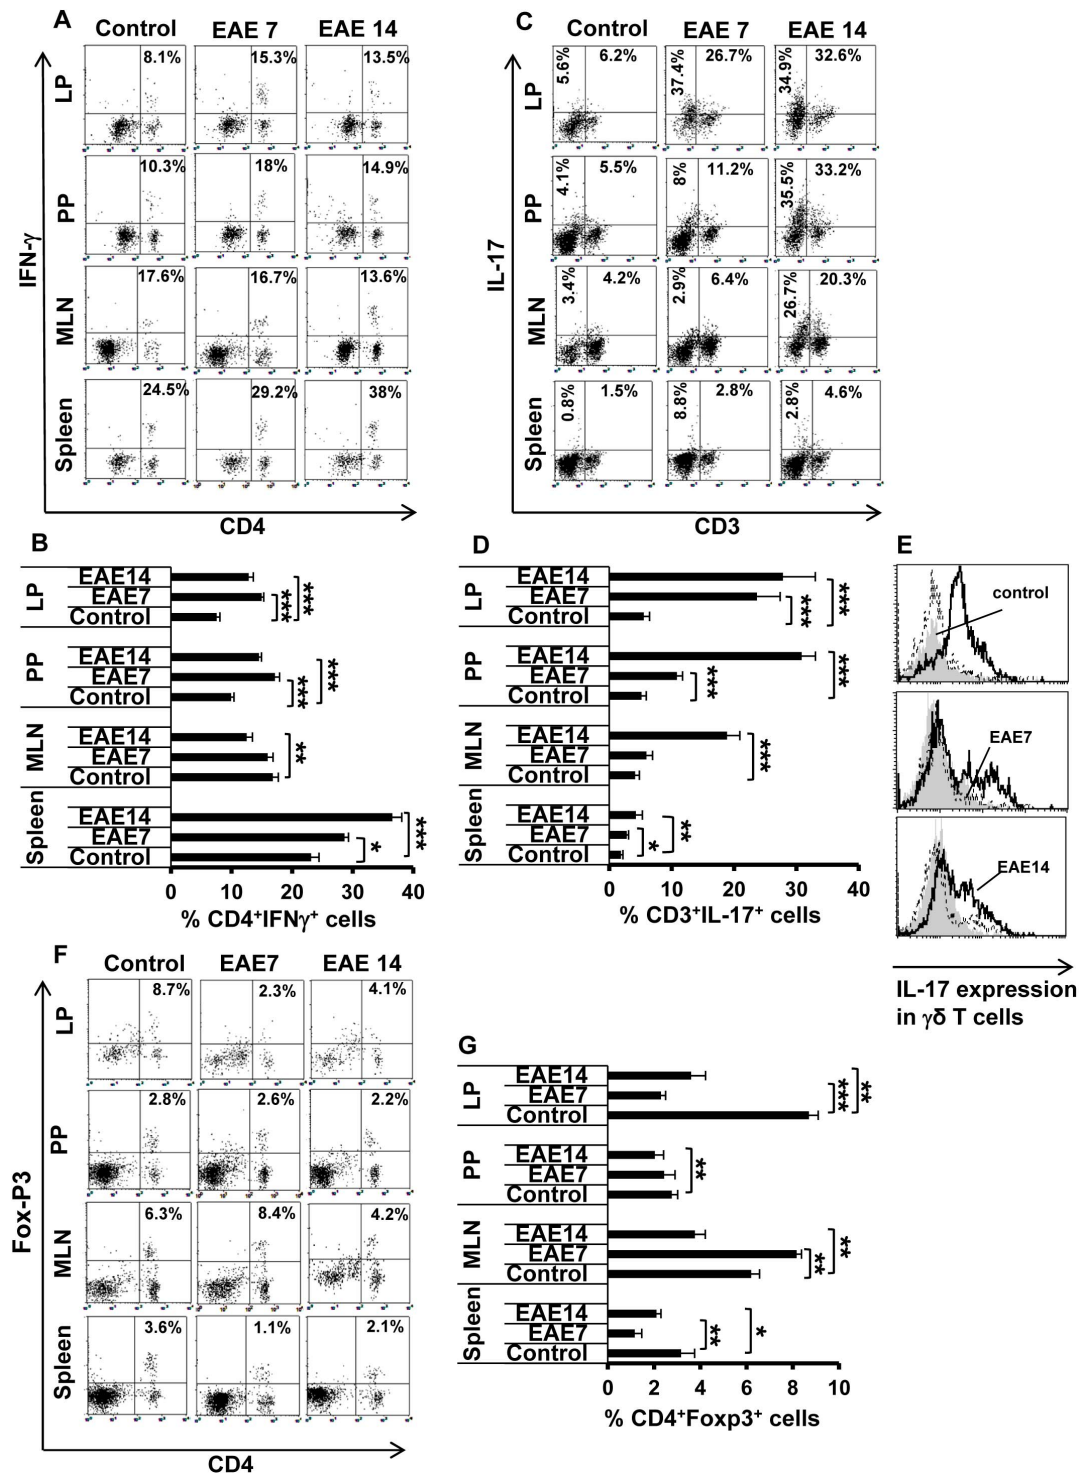 A
Control EAE 7 EAE 14
LP 8.1% 15.3% 13.5%
PP 10.3% 18% 14.9%
MLN 17.6% 16.7% 13.6%
Spleen 24.5% 29.2% 38%
IFN-γ
CD4
C
Control EAE 7 EAE 14
LP 5.6% 6.2% 37.4% 26.7% 34.9% 32.6%
PP 4.1% 5.5% 8% 11.2% 35.5% 33.2%
MLN 3.4% 4.2% 2.9% 6.4% 26.7% 20.3%
Spleen 0.8% 1.5% 8.8% 2.8% 2.8% 4.6%
IL-17
CD3
B
LP
EAE14
EAE7 ***
Control ***
PP
EAE14
EAE7 ***
Control ***
MLN
EAE14
EAE7 **
Control
Spleen
EAE14
EAE7 ***
Control *
0 10 20 30 40
% CD4+IFNγ+ cells
D
LP
EAE14
EAE7 ***
Control ***
PP
EAE14
EAE7 ***
Control ***
MLN
EAE14
EAE7 ***
Control
Spleen
EAE14
EAE7 **
Control *
0 10 20 30 40
% CD3+IL-17+ cells
E
control
EAE7
EAE14
IL-17 expression
in γδ T cells
F
Control EAE7 EAE 14
LP 8.7% 2.3% 4.1%
PP 2.8% 2.6% 2.2%
MLN 6.3% 8.4% 4.2%
Spleen 3.6% 1.1% 2.1%
Fox-P3
CD4
G
LP
EAE14
EAE7 **
Control ***
PP
EAE14
EAE7 **
Control
MLN
EAE14
EAE7 **
Control **
Spleen
EAE14
EAE7 *
Control **
0 2 4 6 8 10
% CD4+Foxp3+ cells